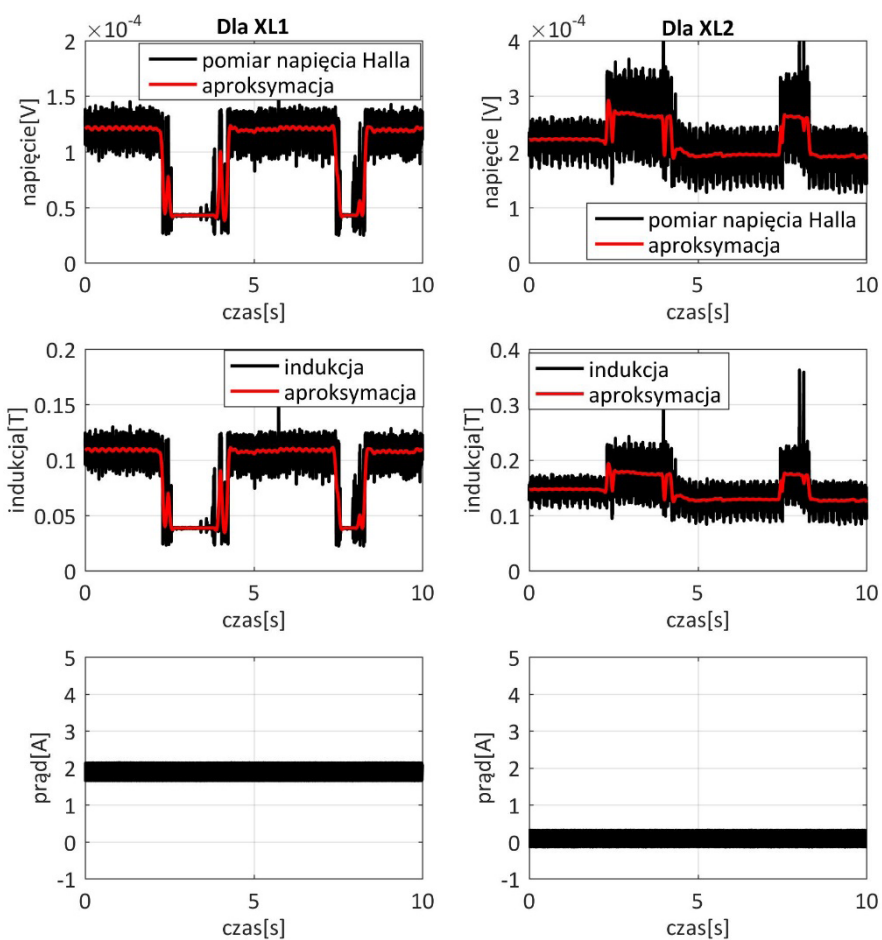 Dla XL1
×10⁻⁴
2
1.5
1
0.5
0
napięcie[V]
pomiar napięcia Halla
aproksymacja
0
5
10
czas[s]
Dla XL2
×10⁻⁴
4
3
2
1
0
napięcie [V]
pomiar napięcia Halla
aproksymacja
0
5
10
czas[s]
0.2
0.15
0.1
0.05
0
indukcja[T]
indukcja
aproksymacja
0
5
10
czas[s]
0.4
0.3
0.2
0.1
0
indukcja[T]
indukcja
aproksymacja
0
5
10
czas[s]
5
4
3
2
1
0
-1
prąd[A]
0
5
10
czas[s]
5
4
3
2
1
0
-1
prąd[A]
0
5
10
czas[s]